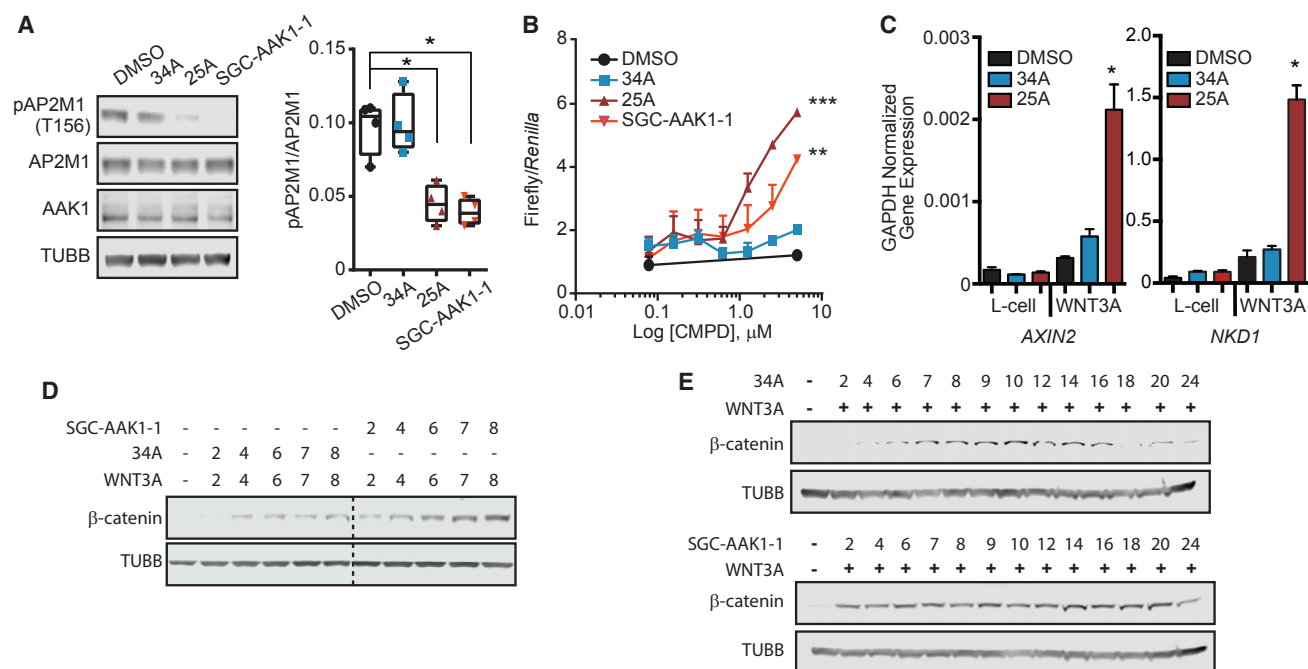 A
DMSO
34A
25A
SGC-AAK1-1
pAP2M1
(T156)
AP2M1
AAK1
TUBB
pAP2M1/AP2M1
0.15
0.10
0.05
0
* *
DMSO
34A
25A
SGC-AAK1-1
B
DMSO
34A
25A
SGC-AAK1-1
Firefly/Renilla
8
6
4
2
0
***
**
0.01 0.1 1.0 10
Log [CMPD], μM
C
GAPDH Normalized
Gene Expression
0.003
0.002
0.001
0
DMSO
34A
25A
*
L-cell WNT3A
AXIN2
2.0
1.5
1.0
0.5
0.0
DMSO
34A
25A
*
L-cell WNT3A
NKD1
D
SGC-AAK1-1 - - - - - - 2 4 6 7 8
34A - 2 4 6 7 8 - - - - -
WNT3A - 2 4 6 7 8 2 4 6 7 8
β-catenin
TUBB
E
34A - 2 4 6 7 8 9 10 12 14 16 18 20 24
WNT3A - + + + + + + + + + + + + +
β-catenin
TUBB
SGC-AAK1-1 - 2 4 6 7 8 9 10 12 14 16 18 20 24
WNT3A - + + + + + + + + + + + + +
β-catenin
TUBB